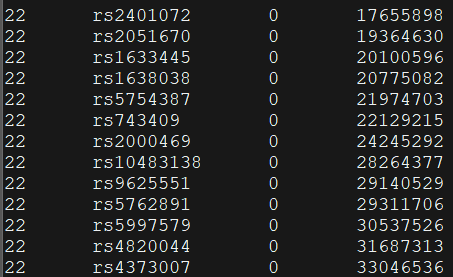 22 rs2401072 0 17655898
22 rs2051670 0 19364630
22 rs1633445 0 20100596
22 rs1638038 0 20775082
22 rs5754387 0 21974703
22 rs743409 0 22129215
22 rs2000469 0 24245292
22 rs10483138 0 28264377
22 rs9625551 0 29140529
22 rs5762891 0 29311706
22 rs5997579 0 30537526
22 rs4820044 0 31687313
22 rs4373007 0 33046536